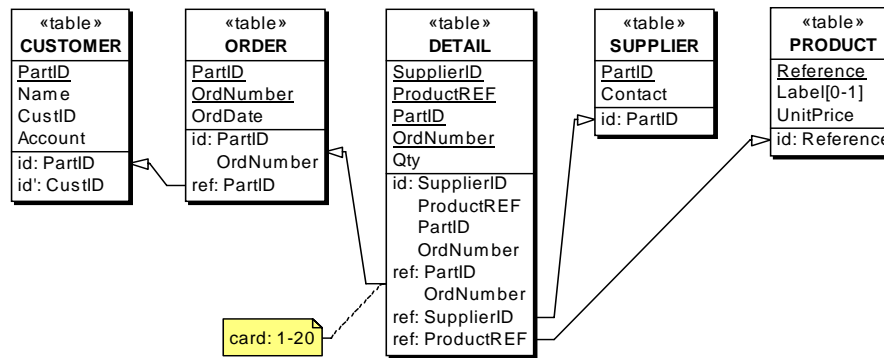 «table»
CUSTOMER
PartID
Name
CustID
Account
id: PartID
id': CustID
«table»
ORDER
PartID
OrdNumber
OrdDate
id: PartID
OrdNumber
ref: PartID
«table»
DETAIL
SupplierID
ProductREF
PartID
OrdNumber
Qty
id: SupplierID
ProductREF
PartID
OrdNumber
ref: PartID
OrdNumber
ref: SupplierID
ref: ProductREF
«table»
SUPPLIER
PartID
Contact
id: PartID
«table»
PRODUCT
Reference
Label[0-1]
UnitPrice
id: Reference
card: 1-20